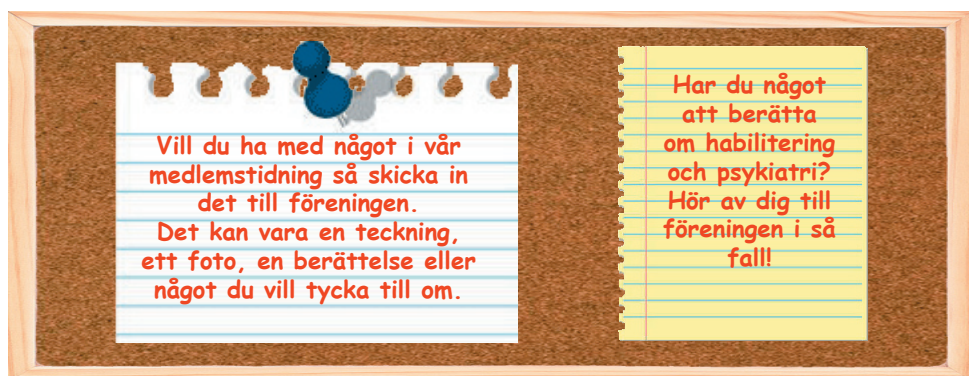 Vill du ha med något i vår
medlemstidning så skicka in
det till föreningen.
Det kan vara en teckning,
ett foto, en berättelse eller
något du vill tycka till om.
Har du något
att berätta
om habilitering
och psykiatri?
Hör av dig till
föreningen i så
fall!